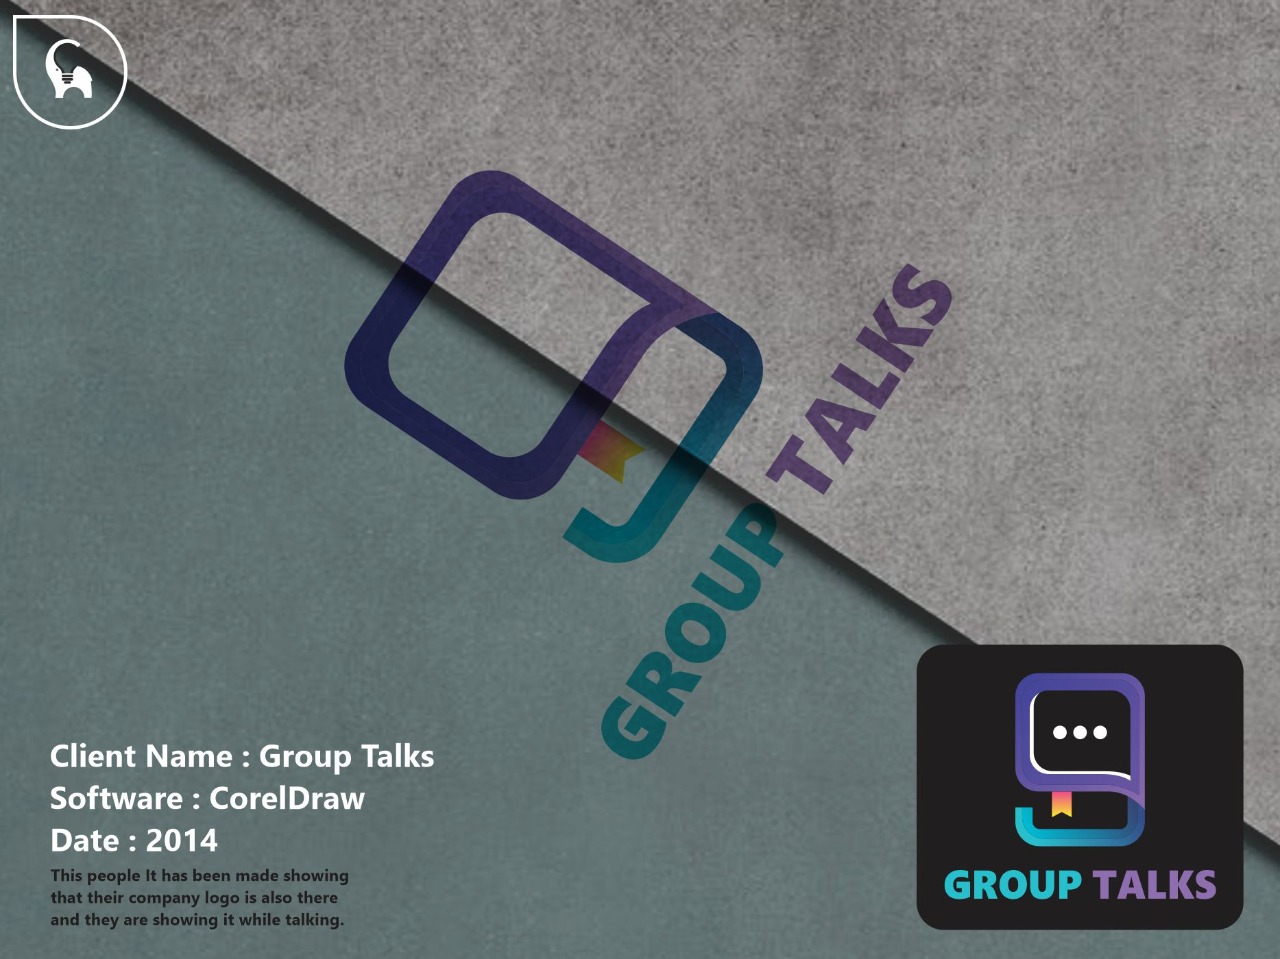 GROUP TALKS
Client Name : Group Talks
Software : CorelDraw
Date : 2014
This people It has been made showing
that their company logo is also there
and they are showing it while talking.
GROUP TALKS